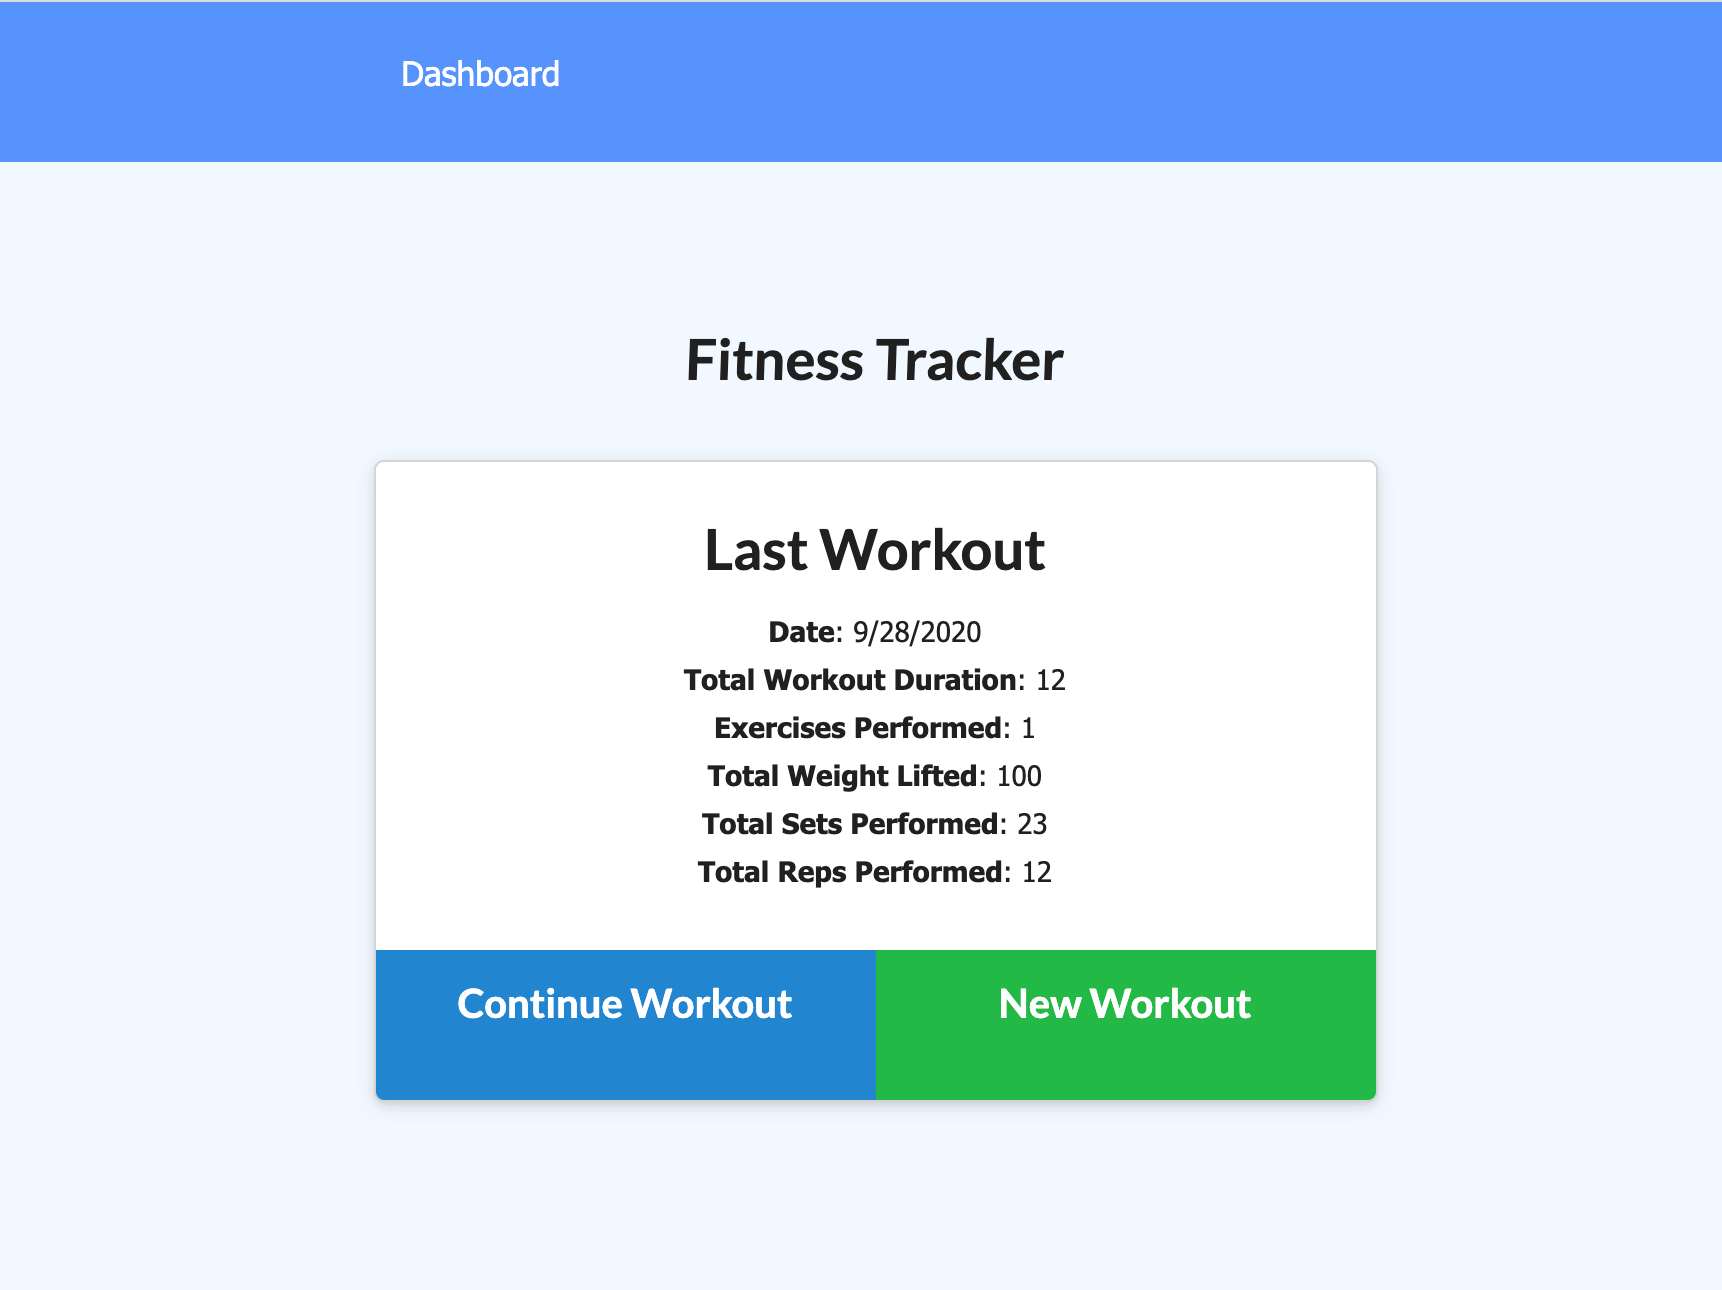 Dashboard
Fitness Tracker
Last Workout
Date: 9/28/2020
Total Workout Duration: 12
Exercises Performed: 1
Total Weight Lifted: 100
Total Sets Performed: 23
Total Reps Performed: 12
Continue Workout
New Workout